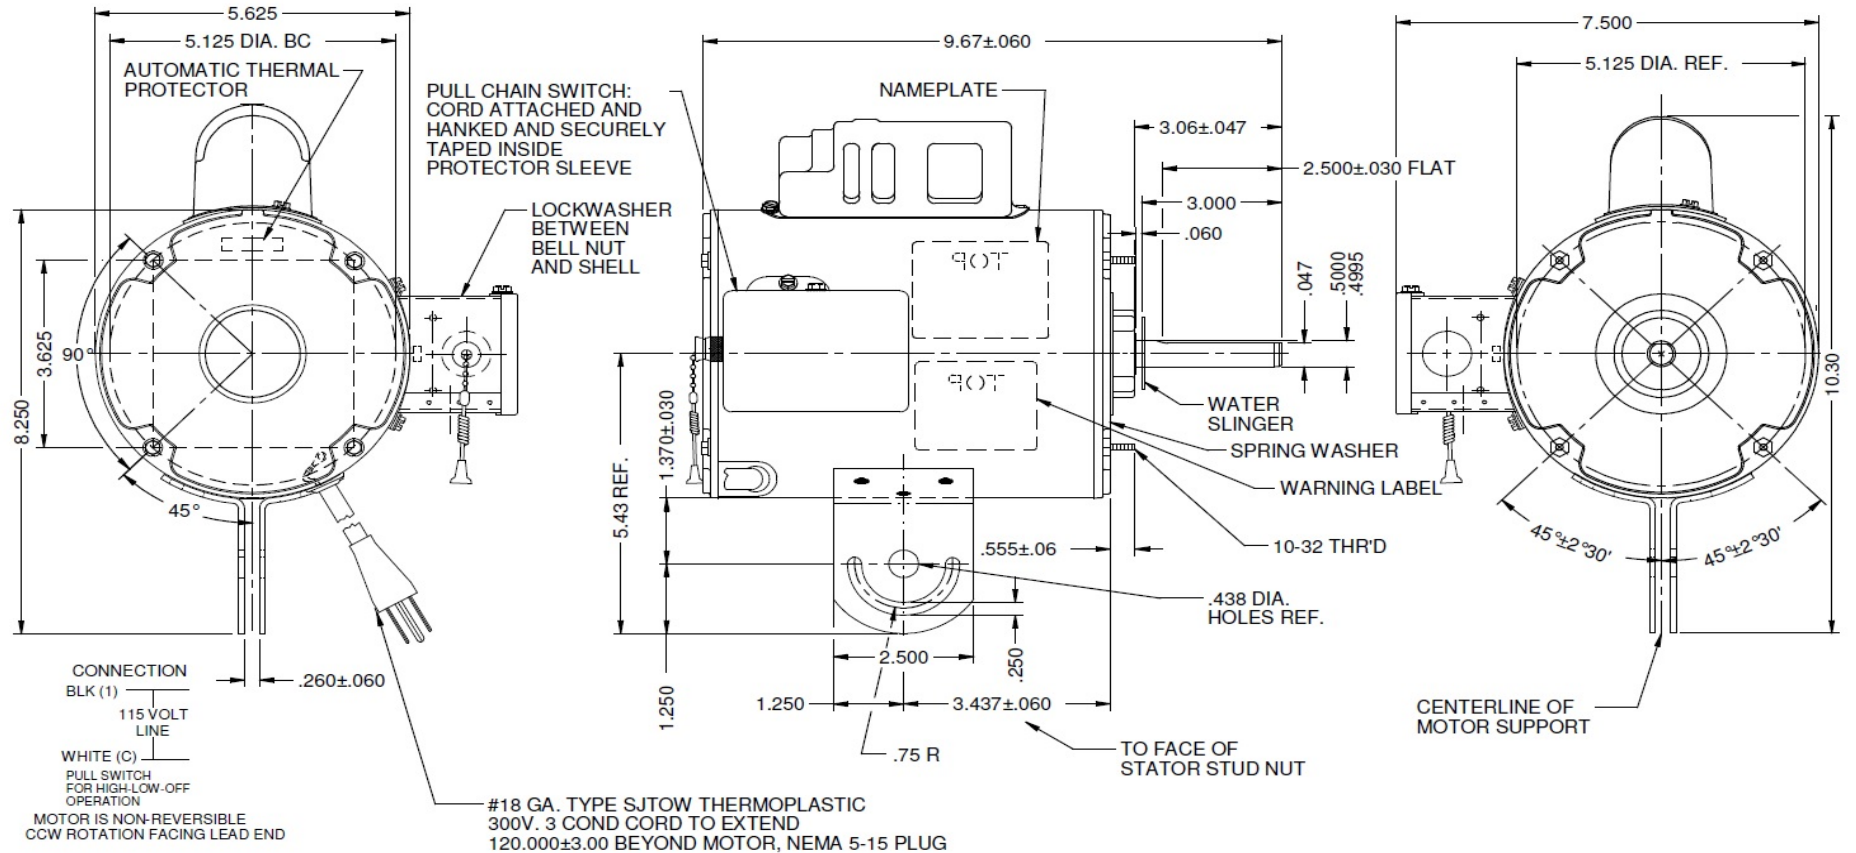 5.625
5.125 DIA. BC
AUTOMATIC THERMAL
PROTECTOR
8.250
3.625
90°
45°
.260±.060
CONNECTION
BLK (1)
115 VOLT
LINE
WHITE (C)
PULL SWITCH
FOR HIGH-LOW-OFF
OPERATION
MOTOR IS NON-REVERSIBLE
CCW ROTATION FACING LEAD END
PULL CHAIN SWITCH:
CORD ATTACHED AND
HANKED AND SECURELY
TAPED INSIDE
PROTECTOR SLEEVE
LOCKWASHER
BETWEEN
BELL NUT
AND SHELL
#18 GA. TYPE SJTOW THERMOPLASTIC
300V. 3 COND CORD TO EXTEND
120.000±3.00 BEYOND MOTOR, NEMA 5-15 PLUG
9.67±.060
NAMEPLATE
3.06±.047
2.500±.030 FLAT
3.000
.060
TOP
TOP
.047
.5000
.4995
5.43 REF.
1.370±.030
1.250
WATER
SLINGER
SPRING WASHER
WARNING LABEL
10-32 THR'D
.555±.06
.438 DIA.
HOLES REF.
2.500
.250
1.250
3.437±.060
.75 R
TO FACE OF
STATOR STUD NUT
7.500
5.125 DIA. REF.
10.30
45°±2°30'
45°±2°30'
CENTERLINE OF
MOTOR SUPPORT